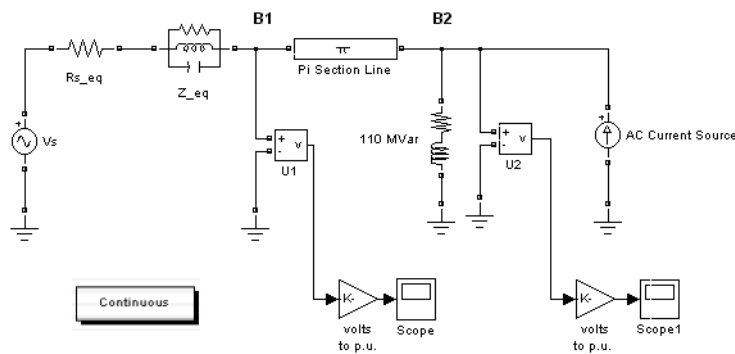 B1
B2
Rs_eq
Z_eq
π
Pi Section Line
+
Vs
+
-
v
U1
110 MVar
+
-
v
U2
+
AC Current Source
Continuous
K-
volts
to p.u.
Scope
K-
volts
to p.u.
Scope1